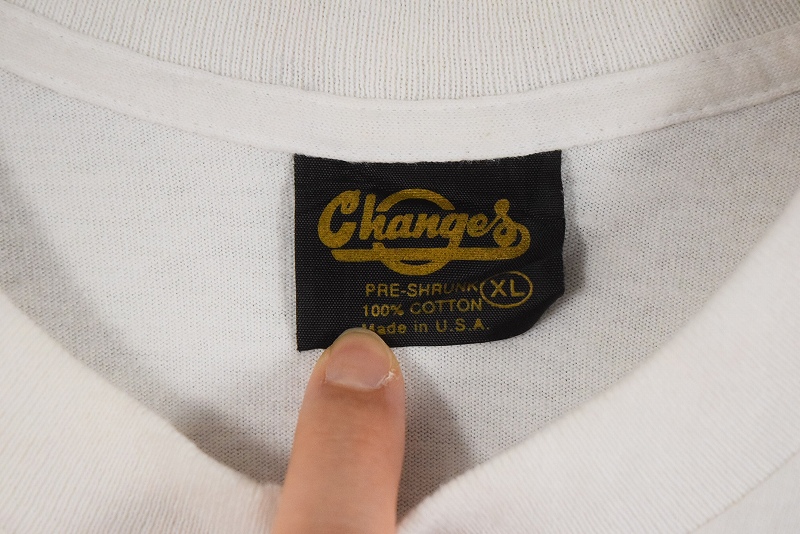 Changes
PRE-SHRUNK
XL
100% COTTON
Made in U.S.A.